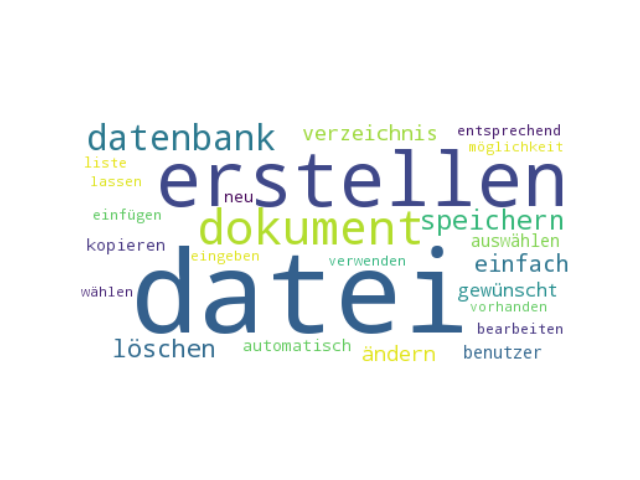 datenbank verzeichnis entsprechend
möglichkeit
liste erstellen
lassen
neu
einfügen dokument speichern
kopieren auswählen
eingeben verwenden einfach
wählen datei gewünscht
vorhanden
bearbeiten
löschen automatisch ändern benutzer